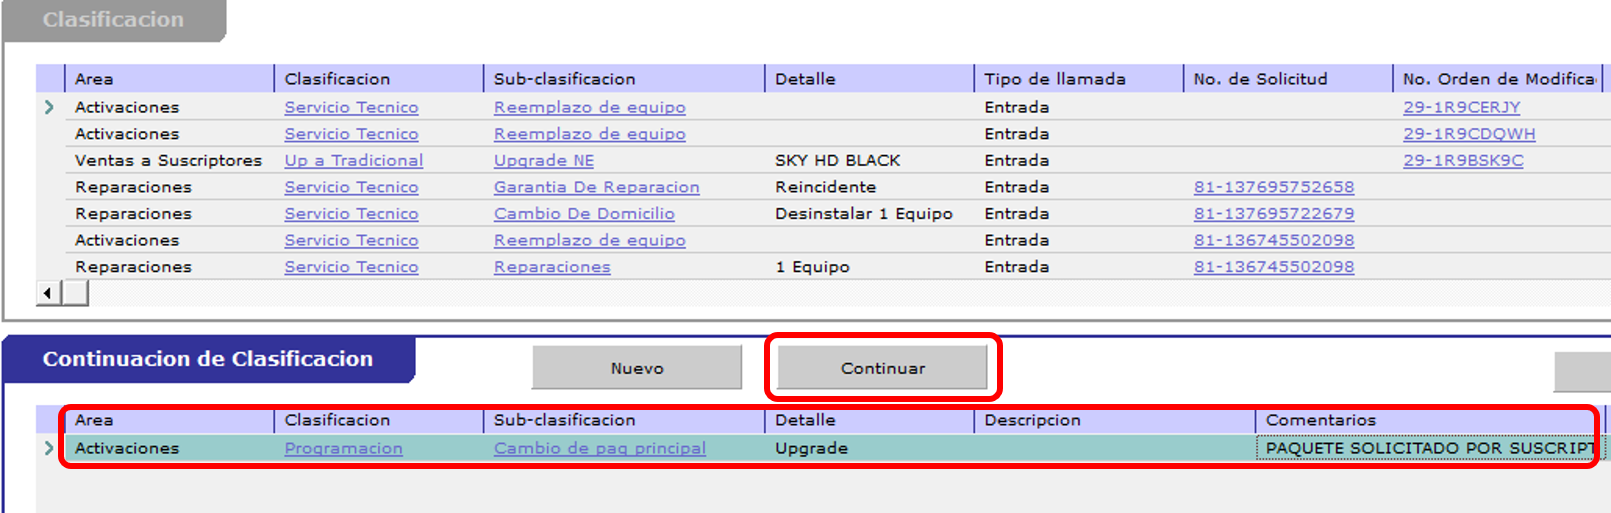 Clasificacion
Area Clasificacion Sub-clasificacion Detalle Tipo de llamada No. de Solicitud No. Orden de Modifica
Activaciones Servicio Tecnico Reemplazo de equipo Entrada 29-1R9CERJY
Activaciones Servicio Tecnico Reemplazo de equipo Entrada 29-1R9CDQWH
Ventas a Suscriptores Up a Tradicional Upgrade NE SKY HD BLACK Entrada 29-1R9BSK9C
Reparaciones Servicio Tecnico Garantia De Reparacion Reincidente Entrada 81-137695752658
Reparaciones Servicio Tecnico Cambio De Domicilio Desinstalar 1 Equipo Entrada 81-137695722679
Activaciones Servicio Tecnico Reemplazo de equipo Entrada 81-136745502098
Reparaciones Servicio Tecnico Reparaciones 1 Equipo Entrada 81-136745502098
Continuacion de Clasificacion Nuevo Continuar
Area Clasificacion Sub-clasificacion Detalle Descripcion Comentarios
Activaciones Programacion Cambio de paq principal Upgrade PAQUETE SOLICITADO POR SUSCRIPT